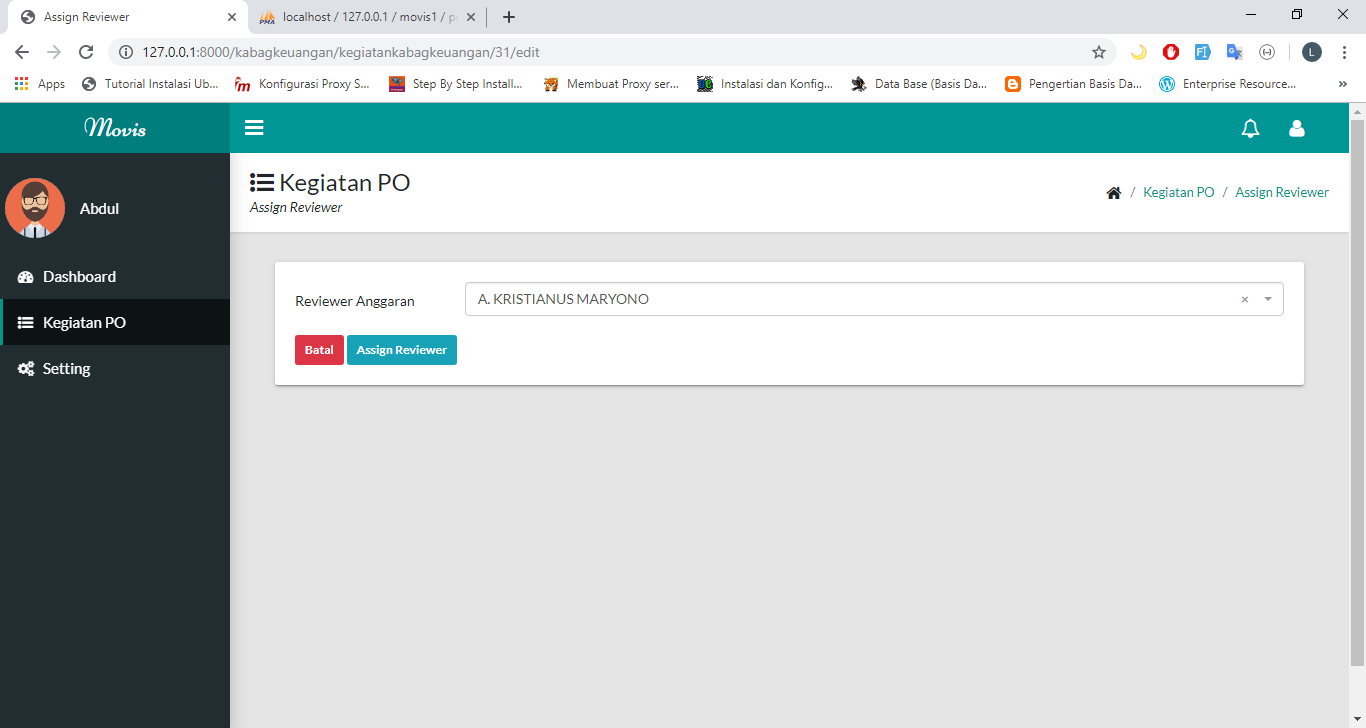 Assign Reviewer
localhost / 127.0.0.1 / movis1 / p
127.0.0.1:8000/kabagkeuangan/kegiatankabagkeuangan/31/edit
L
Apps
Tutorial Instalasi Ub...
Konfigurasi Proxy S...
Step By Step Install...
Membuat Proxy ser...
Instalasi dan Konfig...
Data Base (Basis Da...
Pengertian Basis Da...
Enterprise Resource...
»
Movis
Abdul
Dashboard
Kegiatan PO
Setting
Kegiatan PO
Assign Reviewer
/ Kegiatan PO / Assign Reviewer
Reviewer Anggaran
A. KRISTIANUS MARYONO
Batal
Assign Reviewer